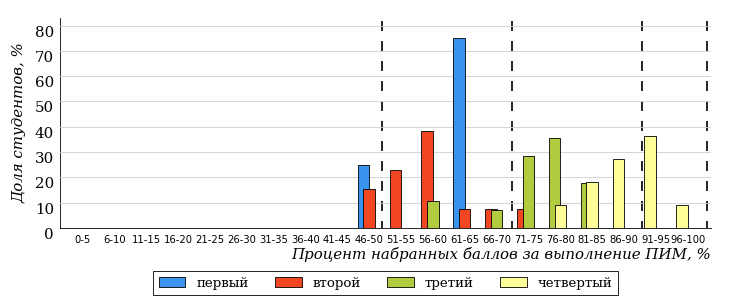 Доля студентов, %
80
70
60
50
40
30
20
10
0
0-5 6-10 11-15 16-20 21-25 26-30 31-35 36-40 41-45 46-50 51-55 56-60 61-65 66-70 71-75 76-80 81-85 86-90 91-95 96-100
Процент набранных баллов за выполнение ПИМ, %
первый второй третий четвертый